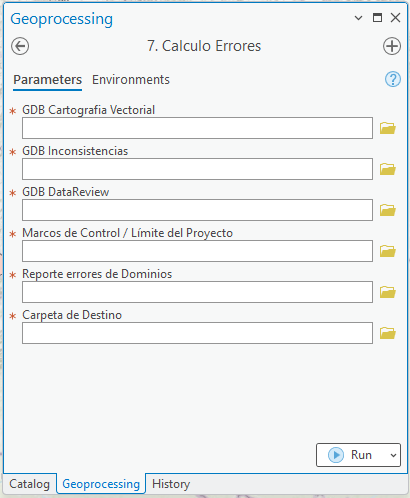 Geoprocessing
7. Calculo Errores
Parameters Environments
* GDB Cartografia Vectorial
* GDB Inconsistencias
* GDB DataReview
* Marcos de Control / Límite del Proyecto
* Reporte errores de Dominios
* Carpeta de Destino
Run
Catalog Geoprocessing History